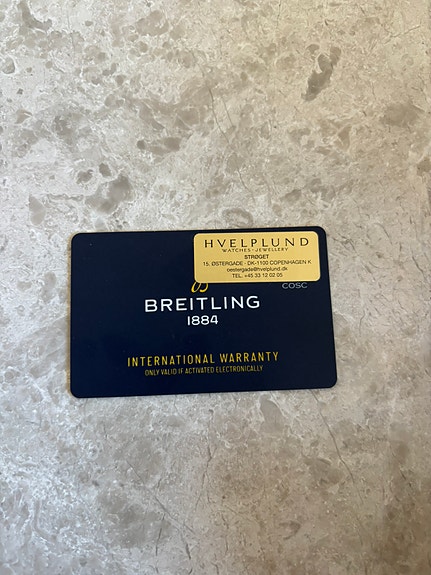 HVELPLUND
WATCHES · JEWELLERY
STRØGET
15. ØSTERGADE - DK-1100 COPENHAGEN K
oestergade@hvelplund.dk
TEL. +45 33 12 02 05
COSC
BREITLING
1884
INTERNATIONAL WARRANTY
ONLY VALID IF ACTIVATED ELECTRONICALLY